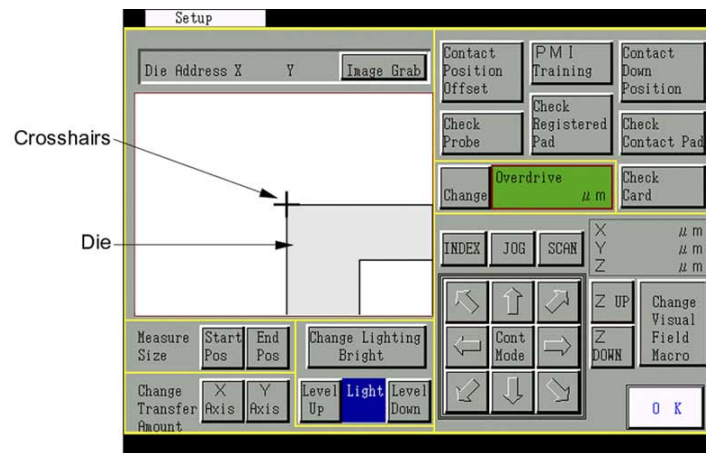 Setup
Die Address X Y
Image Grab
Crosshairs
Die
Measure
Size
Start
Pos
End
Pos
Change Lighting
Bright
Change
Transfer
Amount
X
Axis
Y
Axis
Level
Up
Light
Level
Down
Contact
Position
Offset
PMI
Training
Contact
Down
Position
Check
Probe
Check
Registered
Pad
Check
Contact Pad
Change
Overdrive
μm
Check
Card
INDEX
JOG
SCAN
X μm
Y μm
Z μm
Cont
Mode
Z UP
Z
DOWN
Change
Visual
Field
Macro
O K